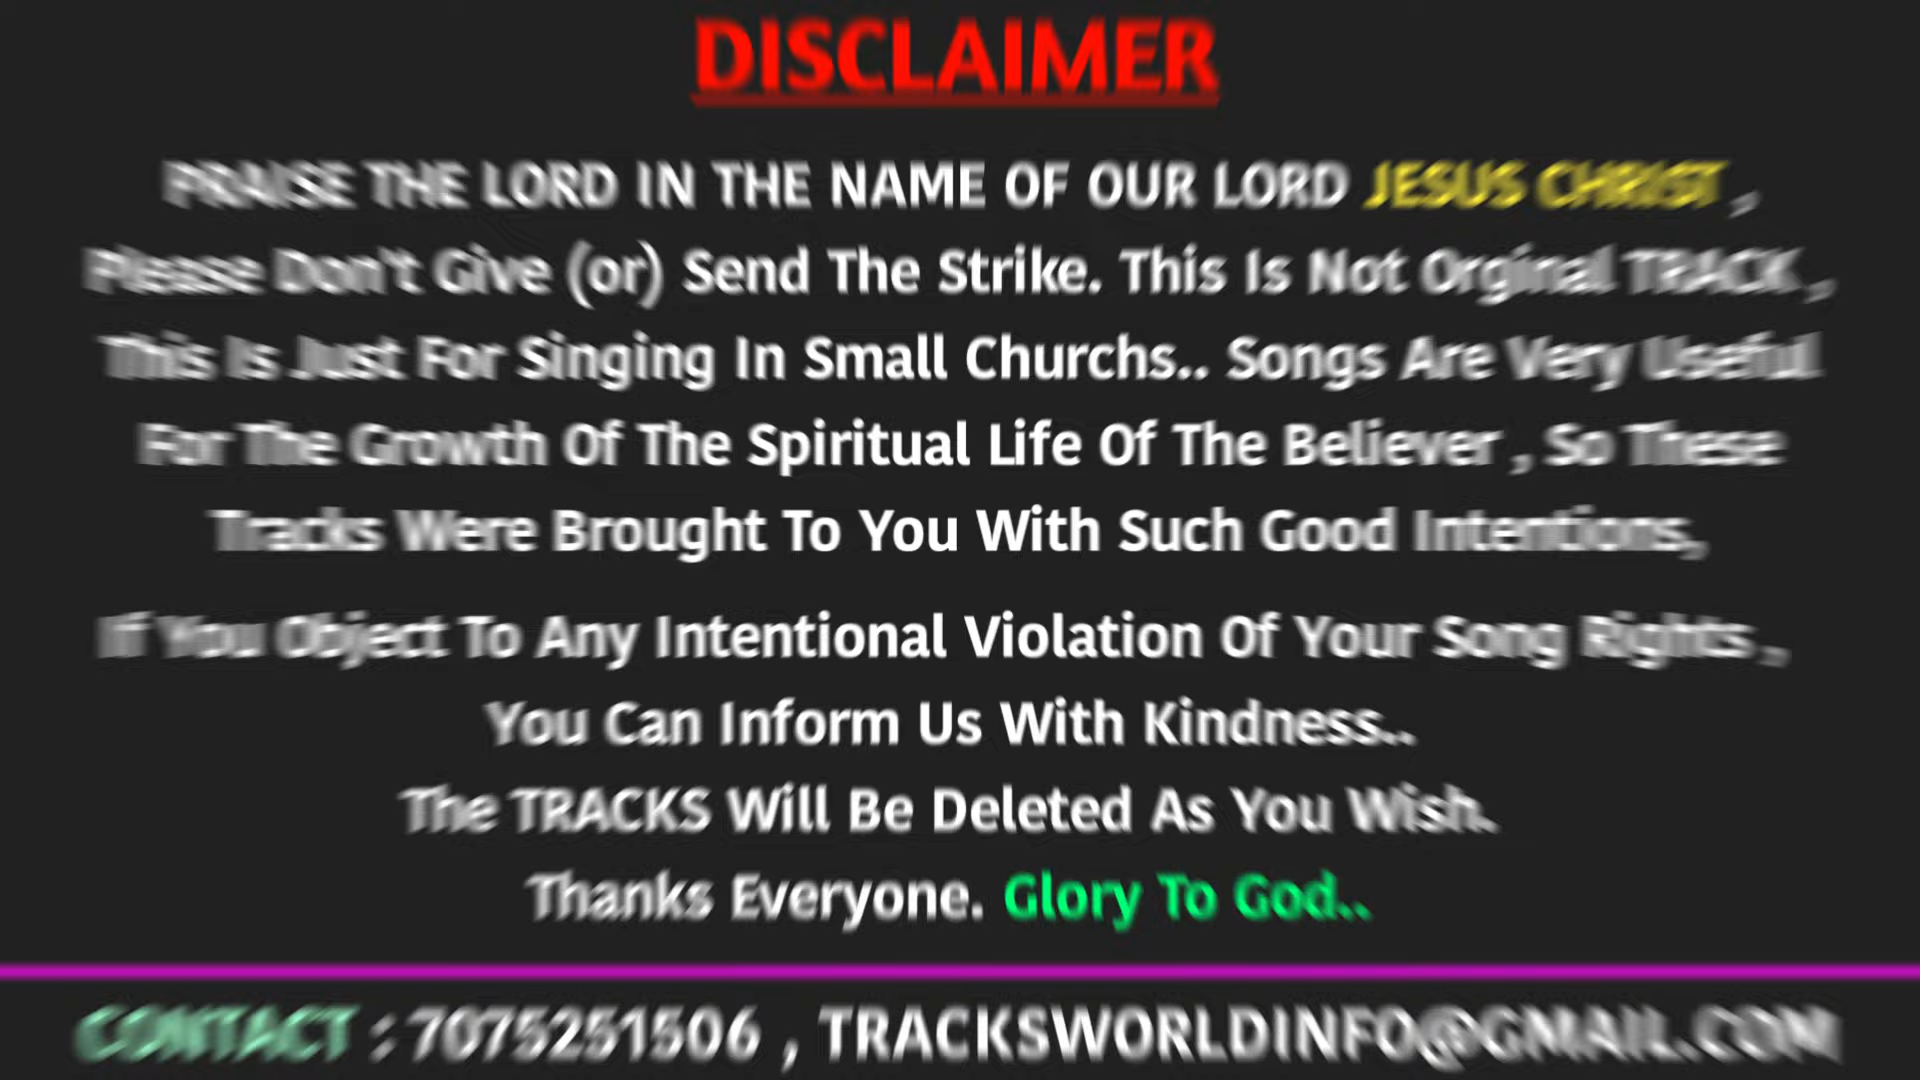 DISCLAIMER
PRAISE THE LORD IN THE NAME OF OUR LORD JESUS CHRIST ,
Please Don't Give (or) Send The Strike. This Is Not Orginal TRACK ,
This Is Just For Singing In Small Churchs.. Songs Are Very Useful
For The Growth Of The Spiritual Life Of The Believer , So These
Tracks Were Brought To You With Such Good Intentions,
If You Object To Any Intentional Violation Of Your Song Rights ,
You Can Inform Us With Kindness..
The TRACKS Will Be Deleted As You Wish.
Thanks Everyone. Glory To God..
CONTACT : 7075251506 , TRACKSWORLDINFO@GMAIL.COM